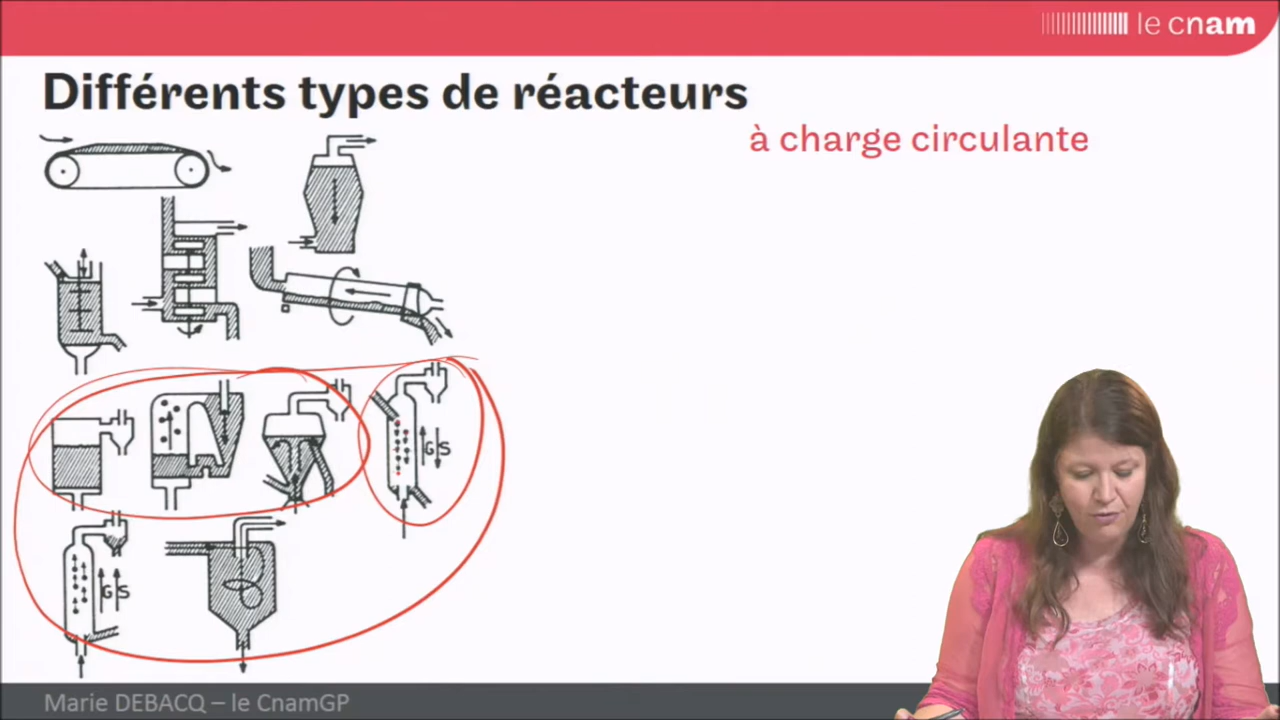 le cnam
Différents types de réacteurs
à charge circulante
G S
G S
Marie DEBACQ – le CnamGP